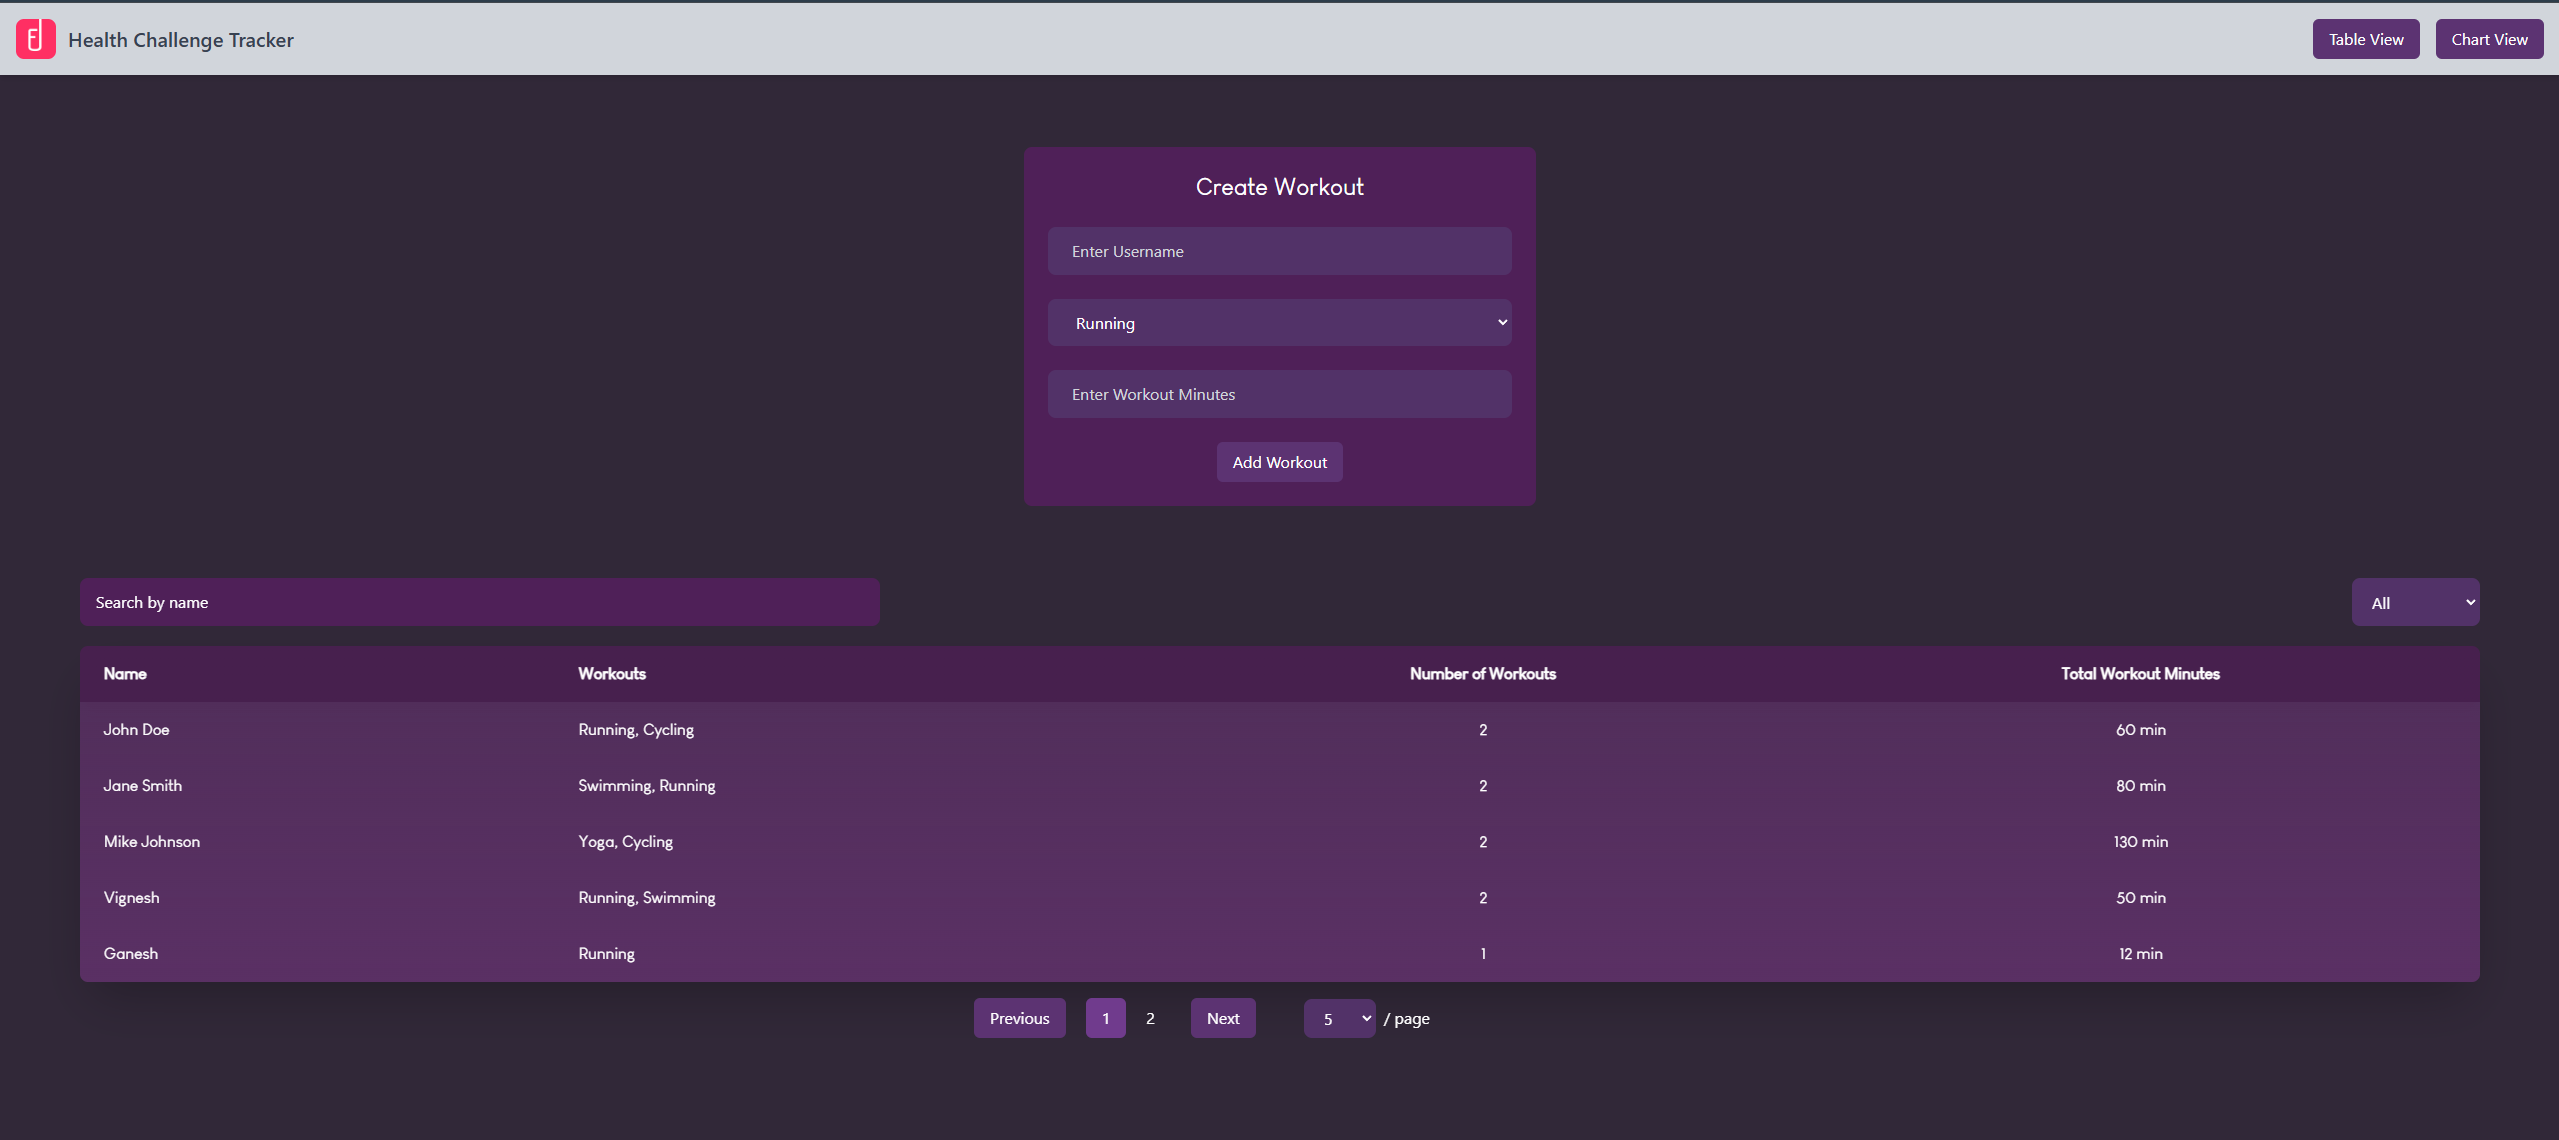 Health Challenge Tracker Table View Chart View
Create Workout
Enter Username
Running
Enter Workout Minutes
Add Workout
Search by name All
Name Workouts Number of Workouts Total Workout Minutes
John Doe Running, Cycling 2 60 min
Jane Smith Swimming, Running 2 80 min
Mike Johnson Yoga, Cycling 2 130 min
Vignesh Running, Swimming 2 50 min
Ganesh Running 1 12 min
Previous 1 2 Next 5 / page